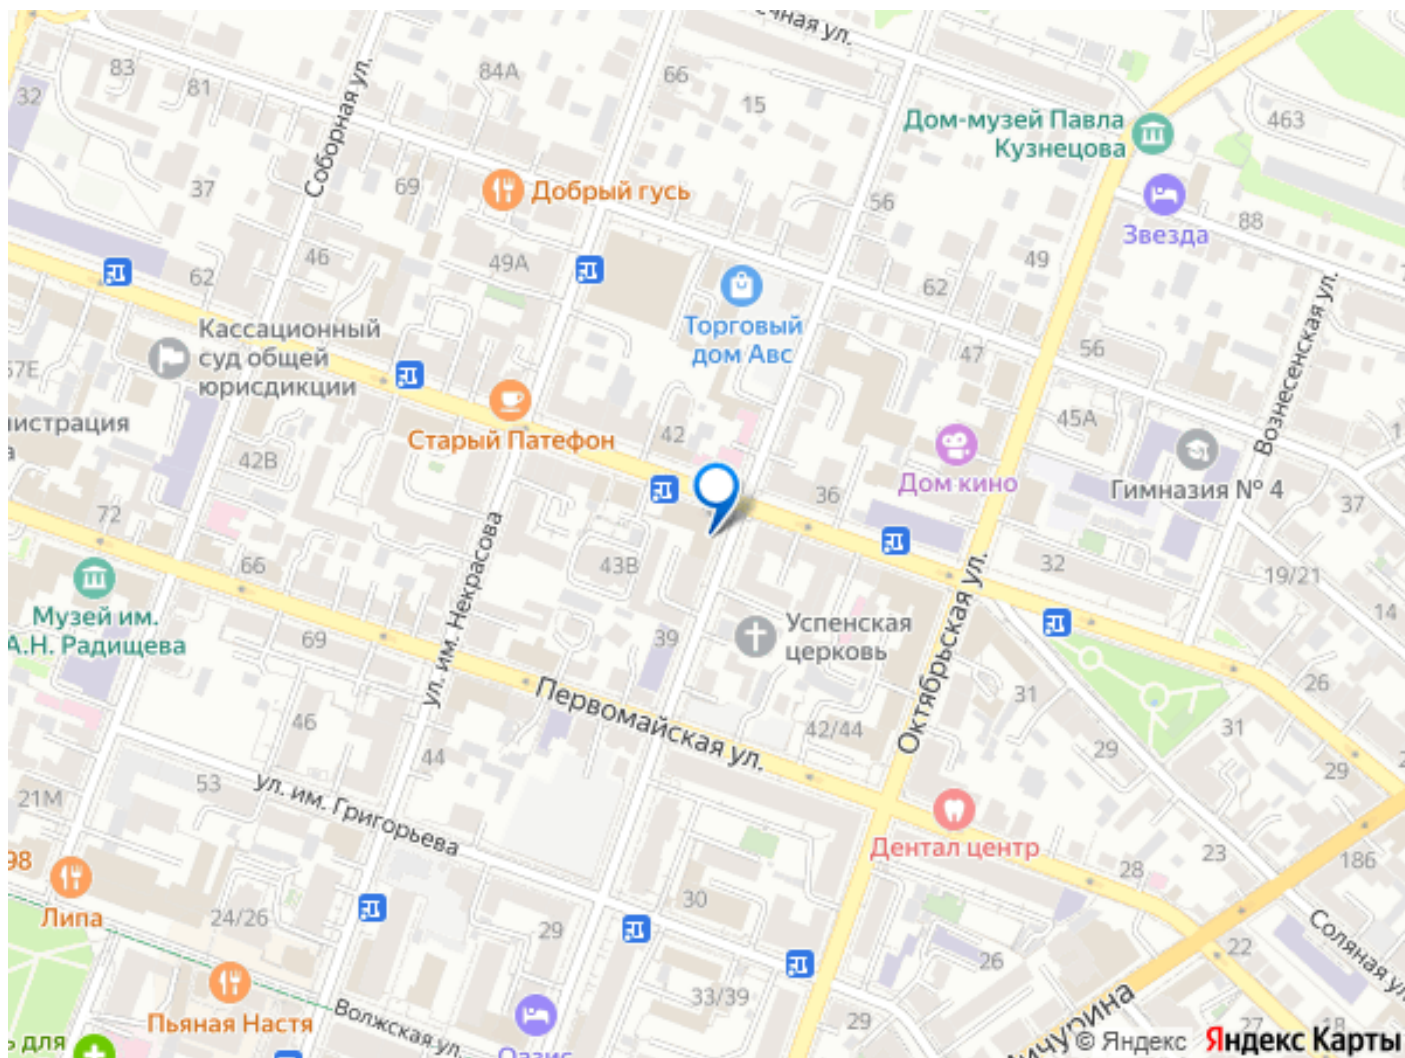 ечная ул.
83
81
84А
66
15
32
Соборная ул.
Дом-музей Павла
Кузнецова
463
37
69
Добрый гусь
56
Звезда
88
46
49А
62
49
62
Торговый
дом Авс
Кассационный
суд общей
юрисдикции
57Е
47
56
Вознесенская ул.
нистрация
а
Старый Патефон
42
45А
1
42В
36
Дом кино
Гимназия № 4
37
72
ул. им. Некрасова
66
43В
32
19/21
14
Музей им.
А.Н. Радищева
69
39
Успенская
церковь
Октябрьская ул.
46
Первомайская ул.
42/44
31
26
31
29
29
44
53
21М
ул. им. Григорьева
Дентал центр
23
186
28
98
Липа
24/26
30
29
22
Соляная ул.
26
33/39
29
Пьяная Настя
Волжская ул.
Оазис
ь для
27
18
Мичурина
© Яндекс Яндекс Карты